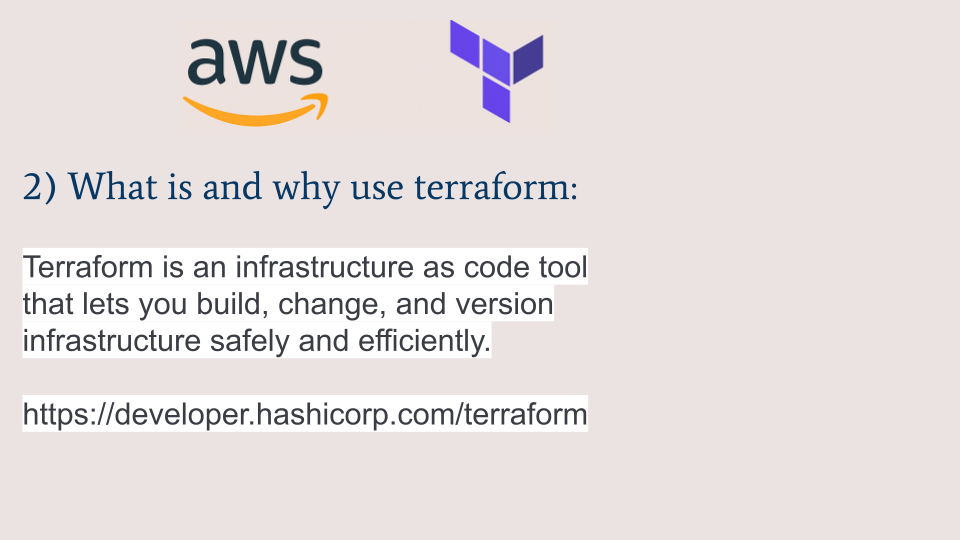 aws
2) What is and why use terraform:
Terraform is an infrastructure as code tool
that lets you build, change, and version
infrastructure safely and efficiently.
https://developer.hashicorp.com/terraform